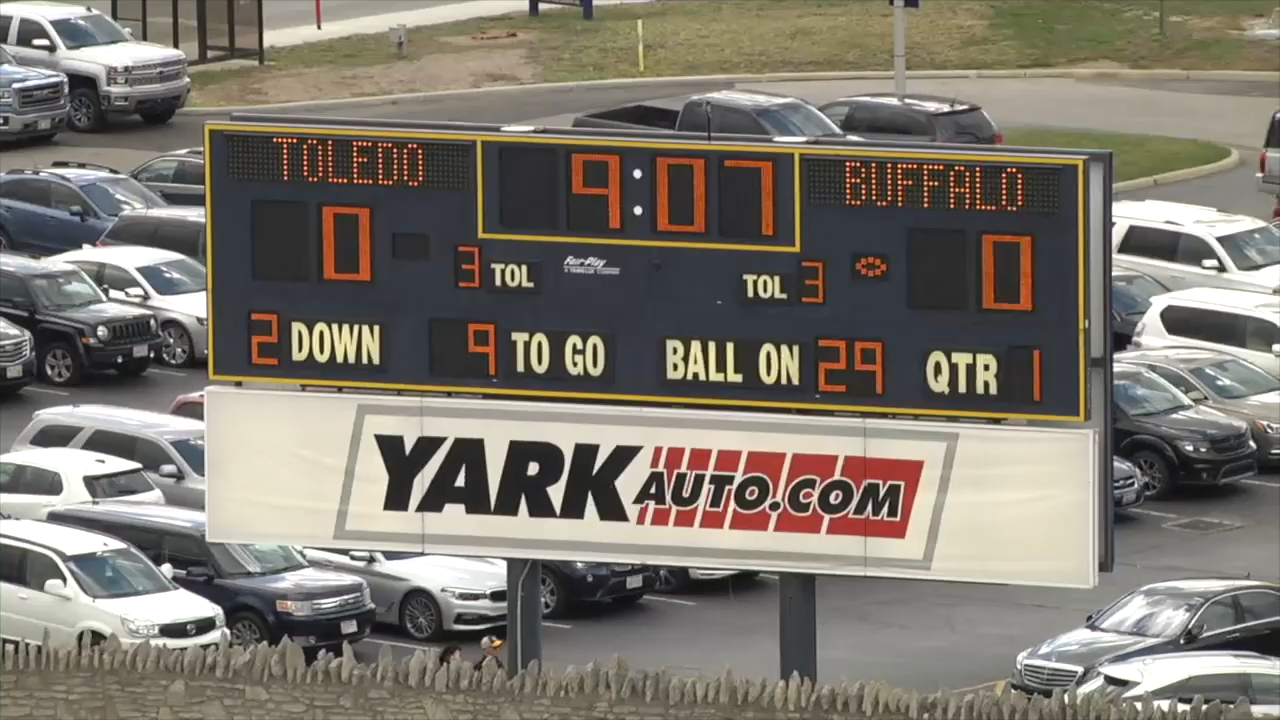 TOLEDO 9:07 BUFFALO
0 3 TOL Fair-Play TOL 3 0
2 DOWN 9 TO GO BALL ON 29 QTR 1
YARK AUTO.COM